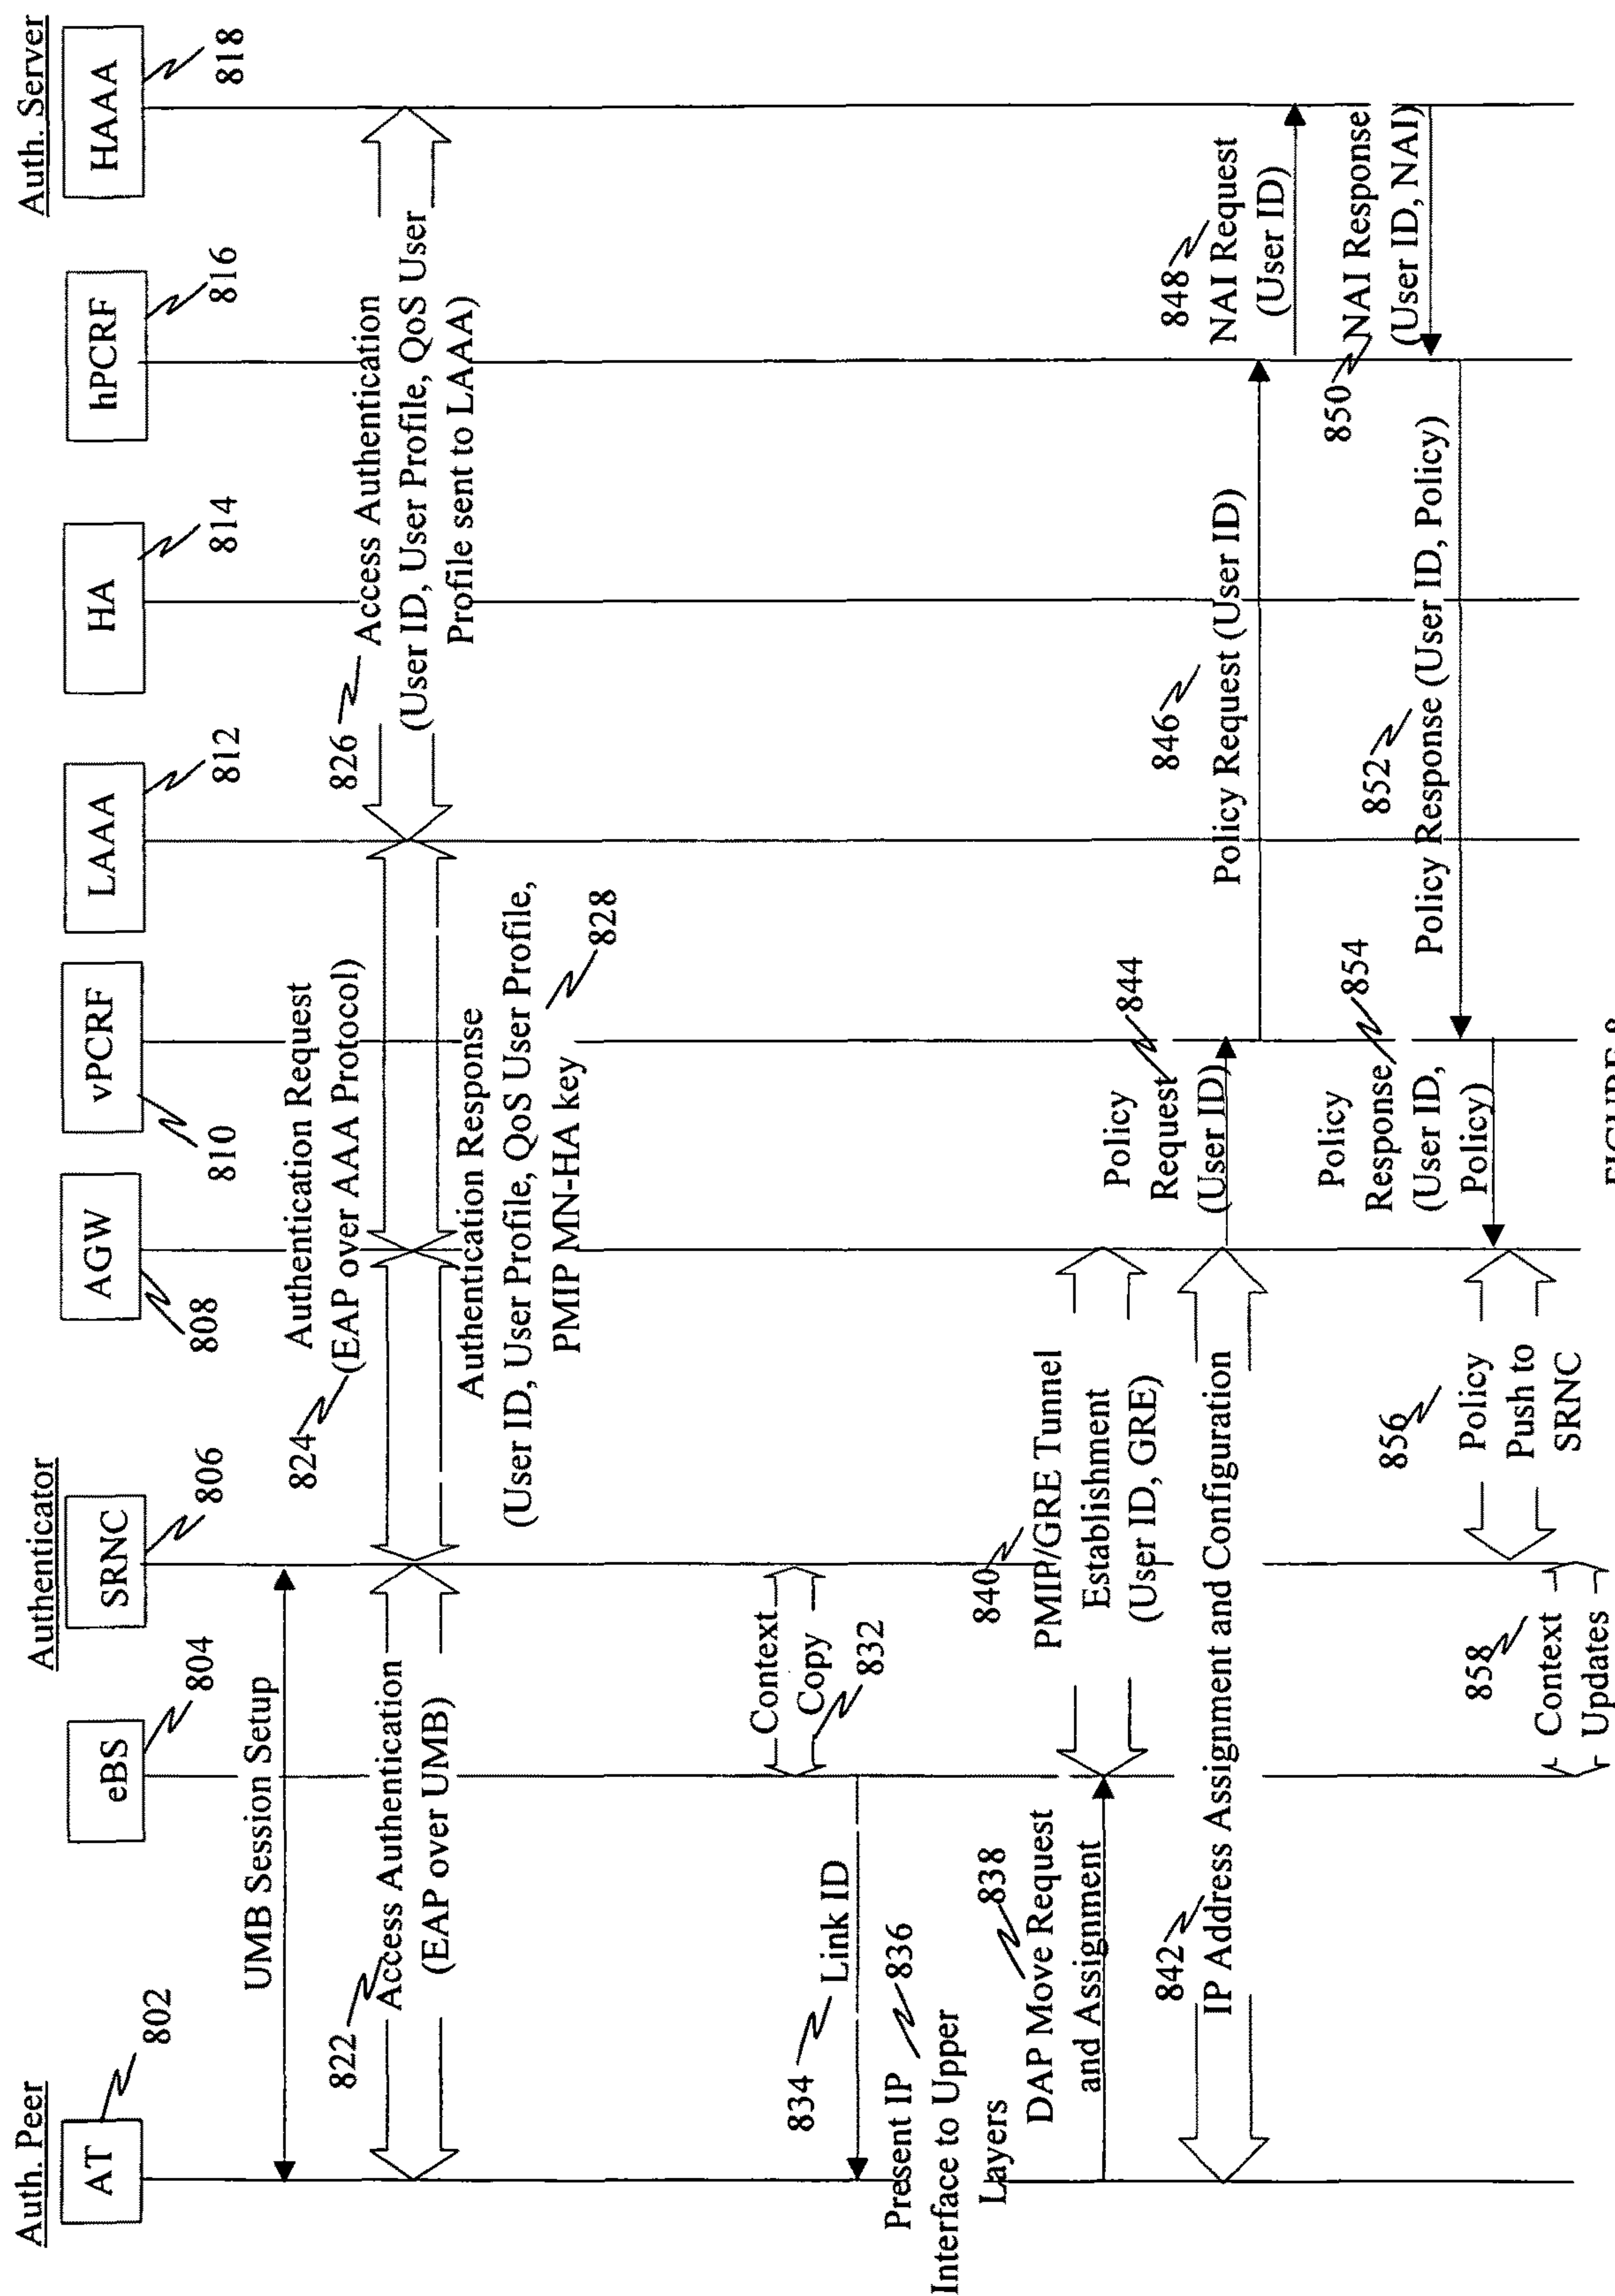 Auth. Peer
Authenticator
Auth. Server
AT
eBS
SRNC
AGW
vPCRF
LAAA
HA
hPCRF
HAAA
802
804
806
808
810
812
814
816
818
UMB Session Setup
822
Access Authentication
(EAP over UMB)
824
Authentication Request
(EAP over AAA Protocol)
826
Access Authentication
(User ID, User Profile, QoS User
Profile sent to LAAA)
Authentication Response
(User ID, User Profile, QoS User Profile,
PMIP MN-HA key
828
Context
Copy
832
834
Link ID
Present IP
836
Interface to Upper
Layers
838
DAP Move Request
and Assignment
840
PMIP/GRE Tunnel
Establishment
(User ID, GRE)
842
IP Address Assignment and Configuration
Policy
844
Request
(User ID)
846
Policy Request (User ID)
848
NAI Request
(User ID)
850
NAI Response
(User ID, NAI)
852
Policy Response (User ID, Policy)
Policy
854
Response
(User ID,
Policy)
856
Policy
Push to
SRNC
858
Context
Updates
FIGURE 8